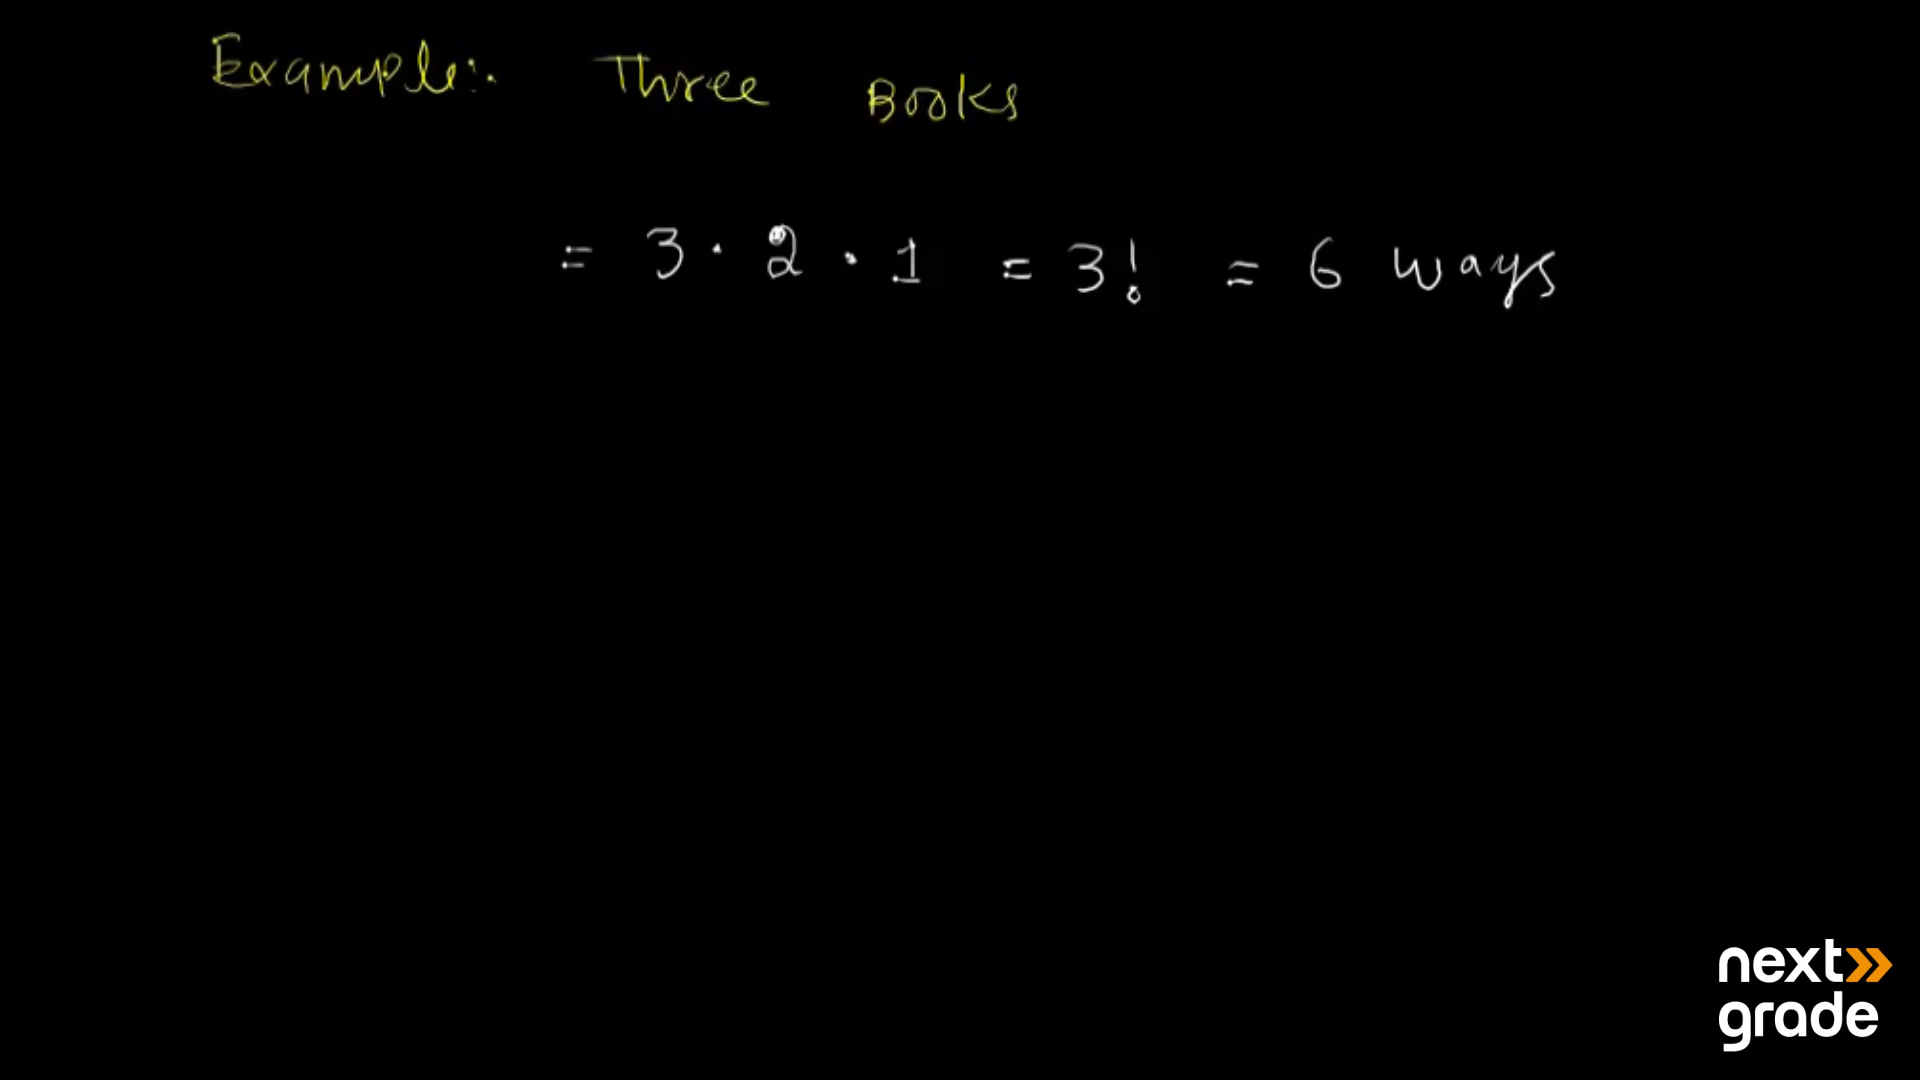 Example:. Three Books
= 3 · 2 · 1 = 3! = 6 ways
next
grade